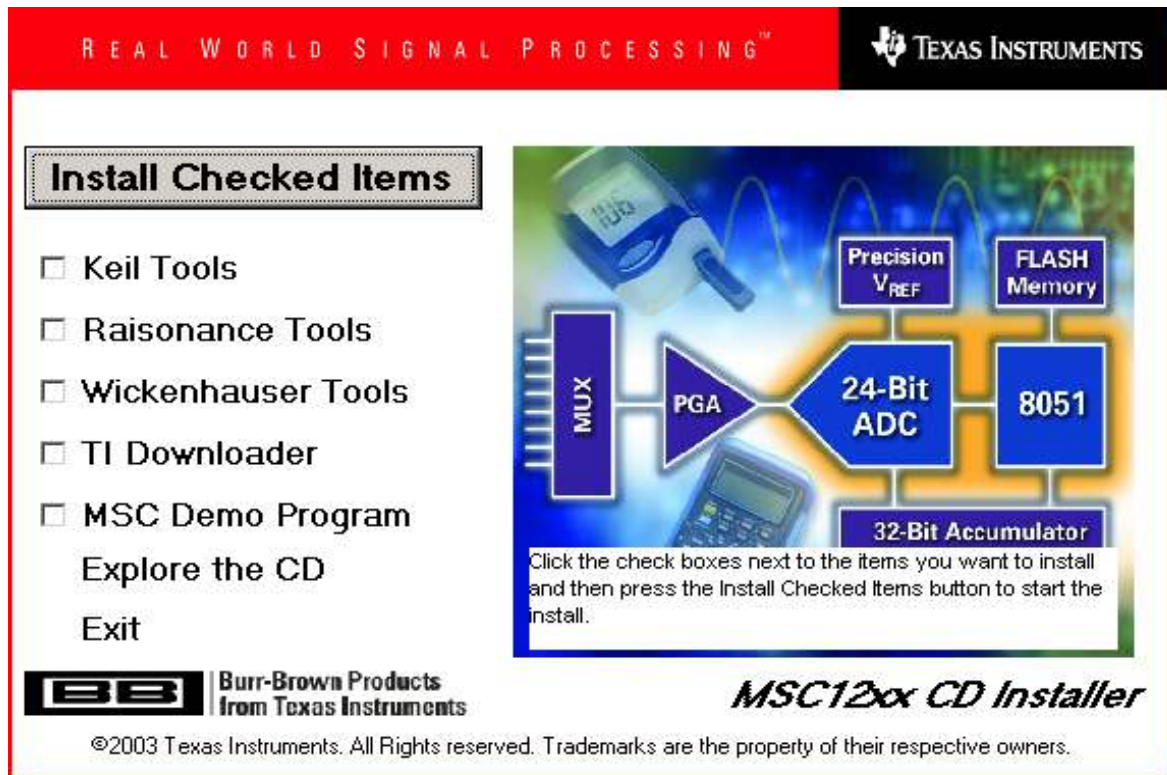 REAL WORLD SIGNAL PROCESSING™
TEXAS INSTRUMENTS
Install Checked Items
Keil Tools
Raisonance Tools
Wickenhauser Tools
TI Downloader
MSC Demo Program
Explore the CD
Exit
106
Precision
VREF
FLASH
Memory
MUX
PGA
24-Bit
ADC
8051
32-Bit Accumulator
Click the check boxes next to the items you want to install
and then press the Install Checked Items button to start the
install.
BB
Burr-Brown Products
from Texas Instruments
MSC12xx CD Installer
©2003 Texas Instruments. All Rights reserved. Trademarks are the property of their respective owners.